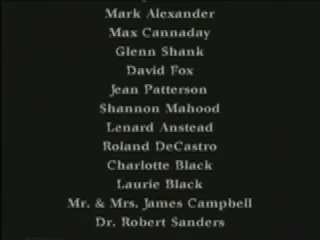 Mark Alexander
Max Cannaday
Glenn Shank
David Fox
Jean Patterson
Shannon Mahood
Lenard Anstead
Roland DeCastro
Charlotte Black
Laurie Black
Mr. & Mrs. James Campbell
Dr. Robert Sanders